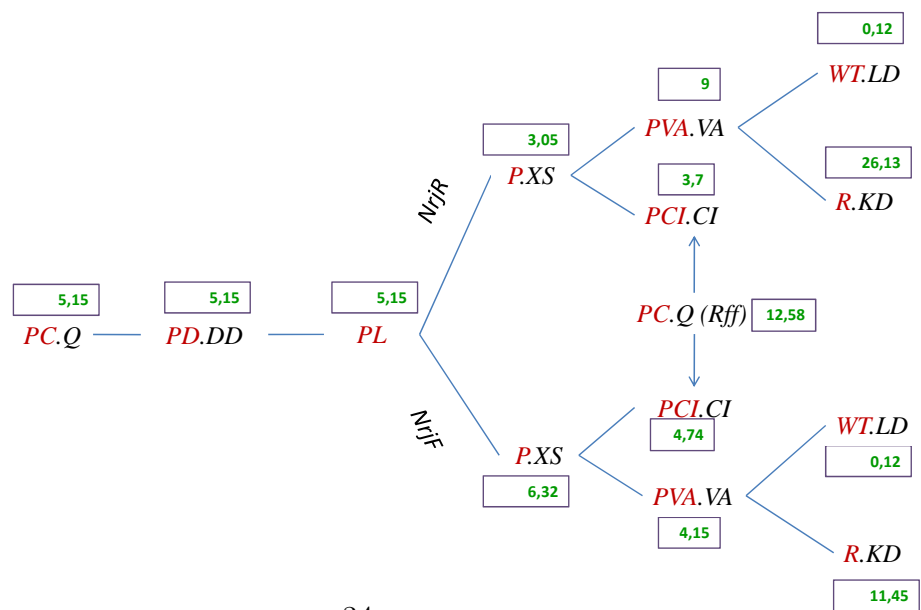 0,12
WT.LD
9
PVA.VA
3,05
P.XS
26,13
R.KD
3,7
PCI.CI
NrjR
5,15
PC.Q
5,15
PD.DD
5,15
PL
PC.Q (Rff)
12,58
NrjF
PCI.CI
4,74
P.XS
6,32
WT.LD
0,12
PVA.VA
4,15
R.KD
11,45